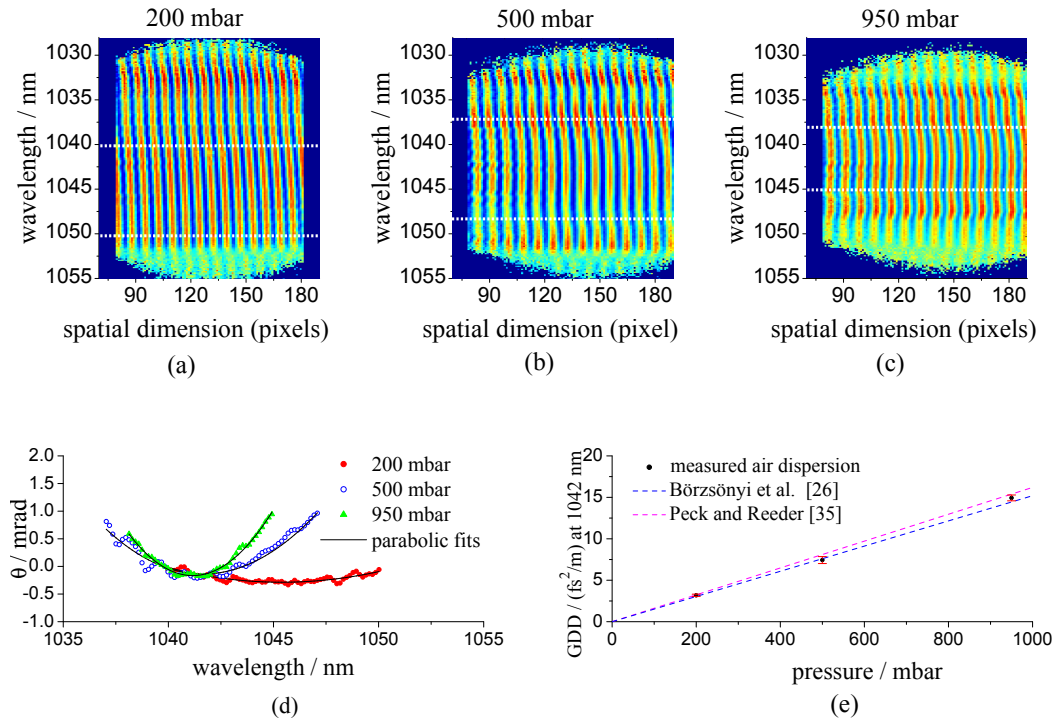 200 mbar
500 mbar
950 mbar
wavelength / nm
1030
1035
1040
1045
1050
1055
90 120 150 180
spatial dimension (pixels)
(a)
wavelength / nm
1030
1035
1040
1045
1050
1055
90 120 150 180
spatial dimension (pixel)
(b)
wavelength / nm
1030
1035
1040
1045
1050
1055
90 120 150 180
spatial dimension (pixels)
(c)
θ / mrad
2.0
1.5
1.0
0.5
0.0
-0.5
-1.0
200 mbar
500 mbar
950 mbar
parabolic fits
1035 1040 1045 1050 1055
wavelength / nm
(d)
GDD / (fs²/m) at 1042 nm
20
15
10
5
0
measured air dispersion
Börzsönyi et al. [26]
Peck and Reeder [35]
0 200 400 600 800 1000
pressure / mbar
(e)